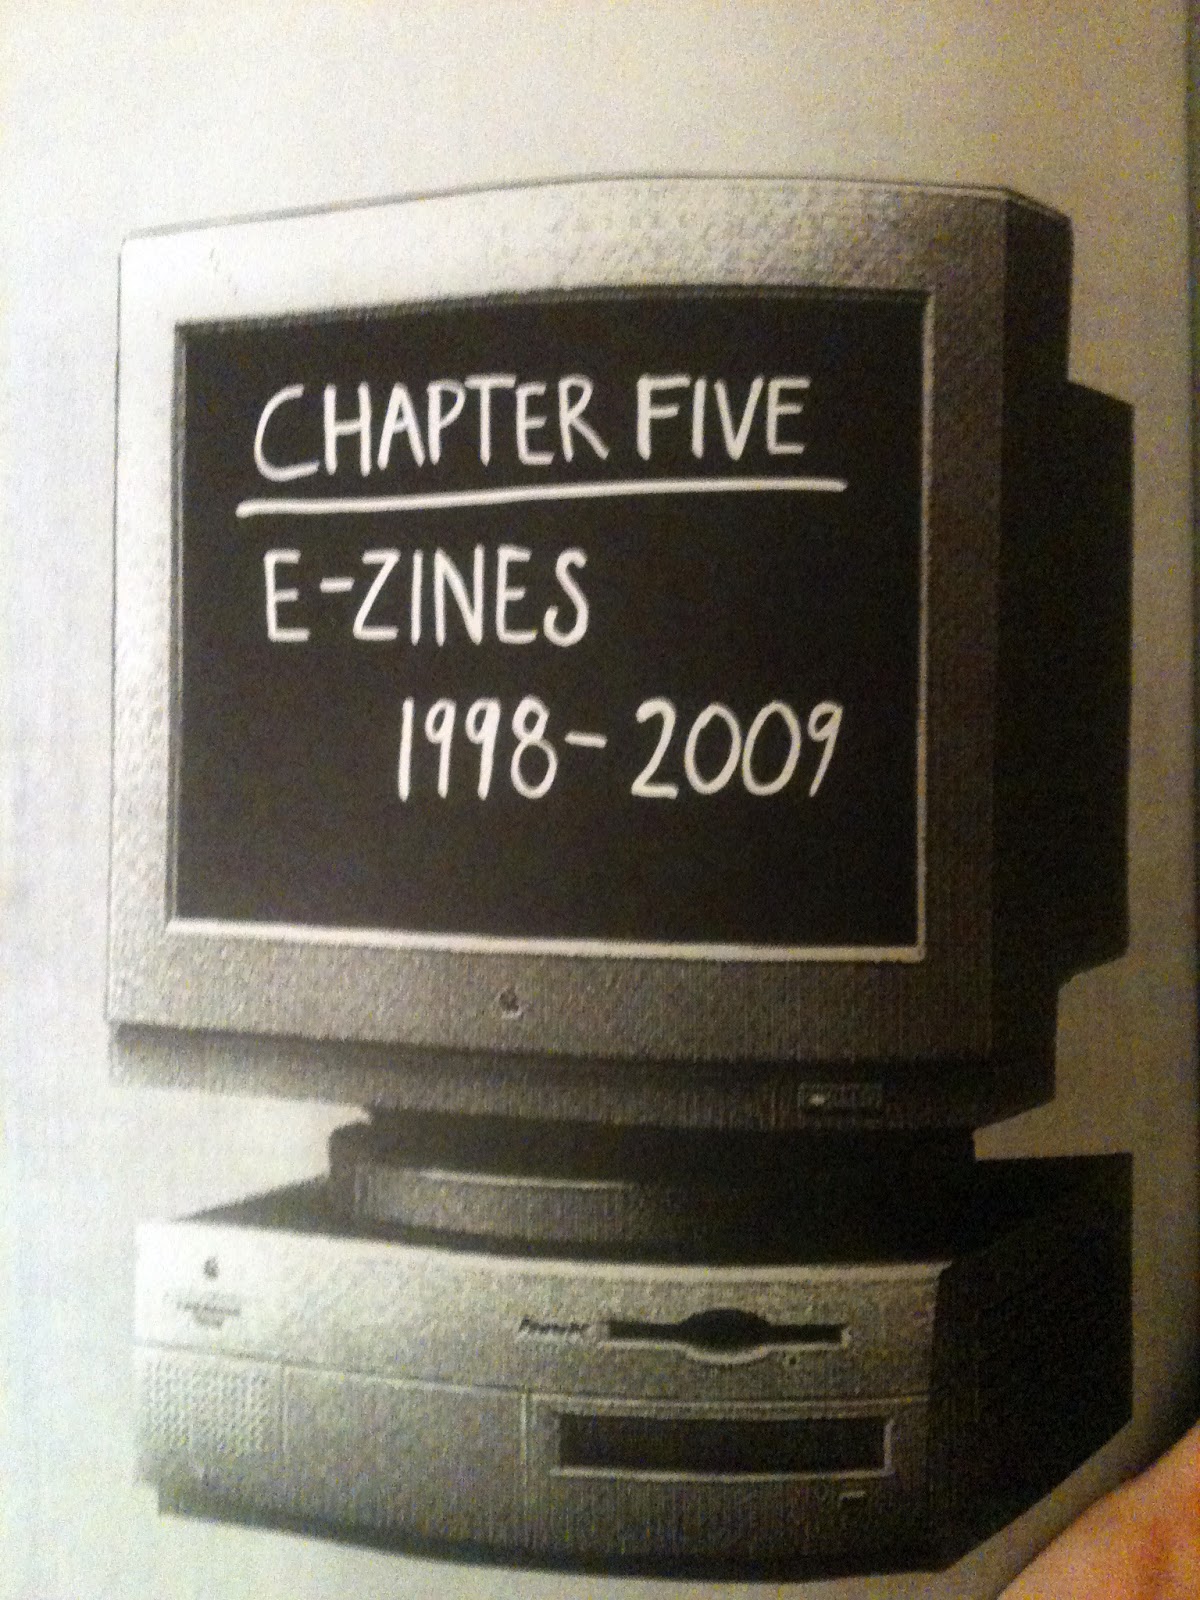 CHAPTER FIVE
E-ZINES
1998-2009